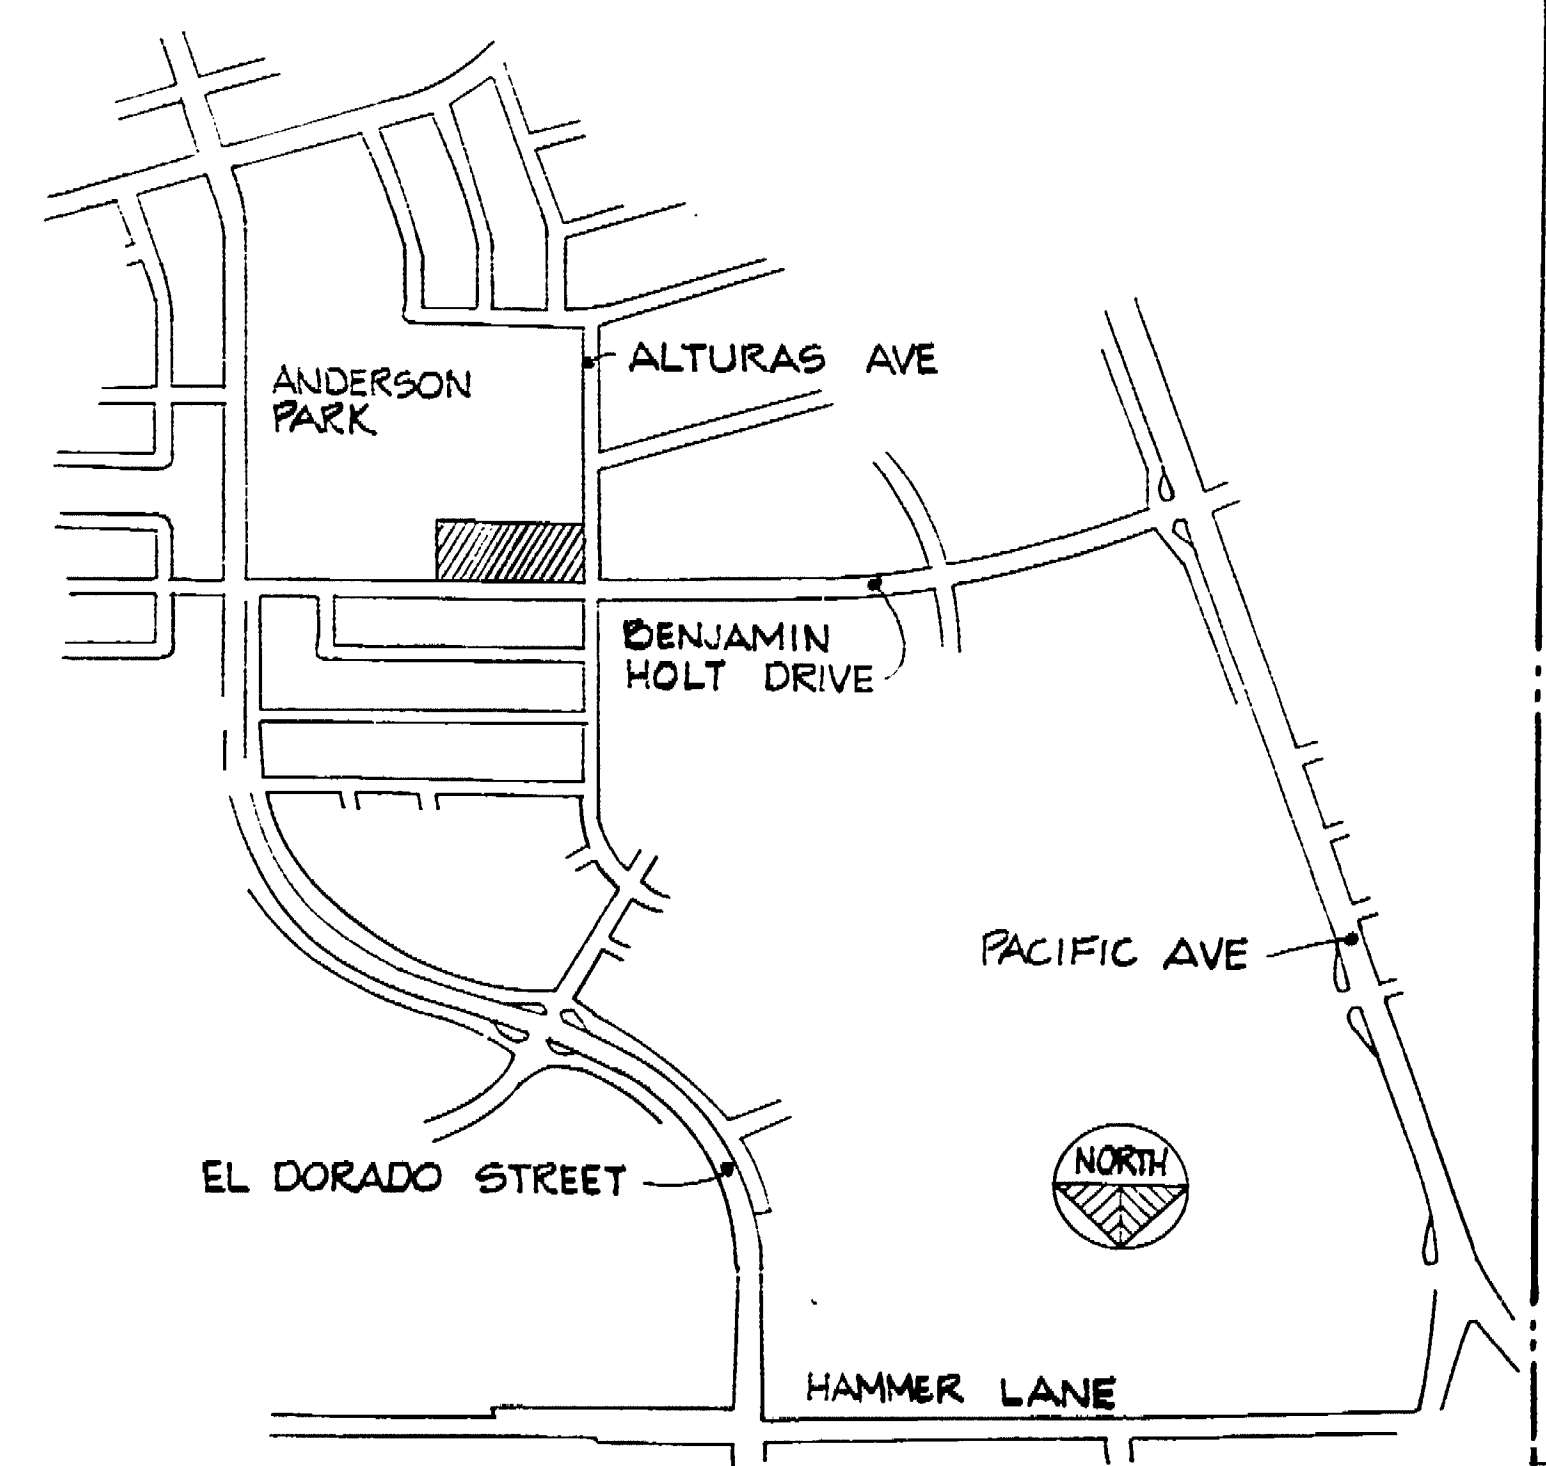 ALTURAS AVE
ANDERSON
PARK
BENJAMIN
HOLT DRIVE
PACIFIC AVE
NORTH
EL DORADO STREET
HAMMER LANE